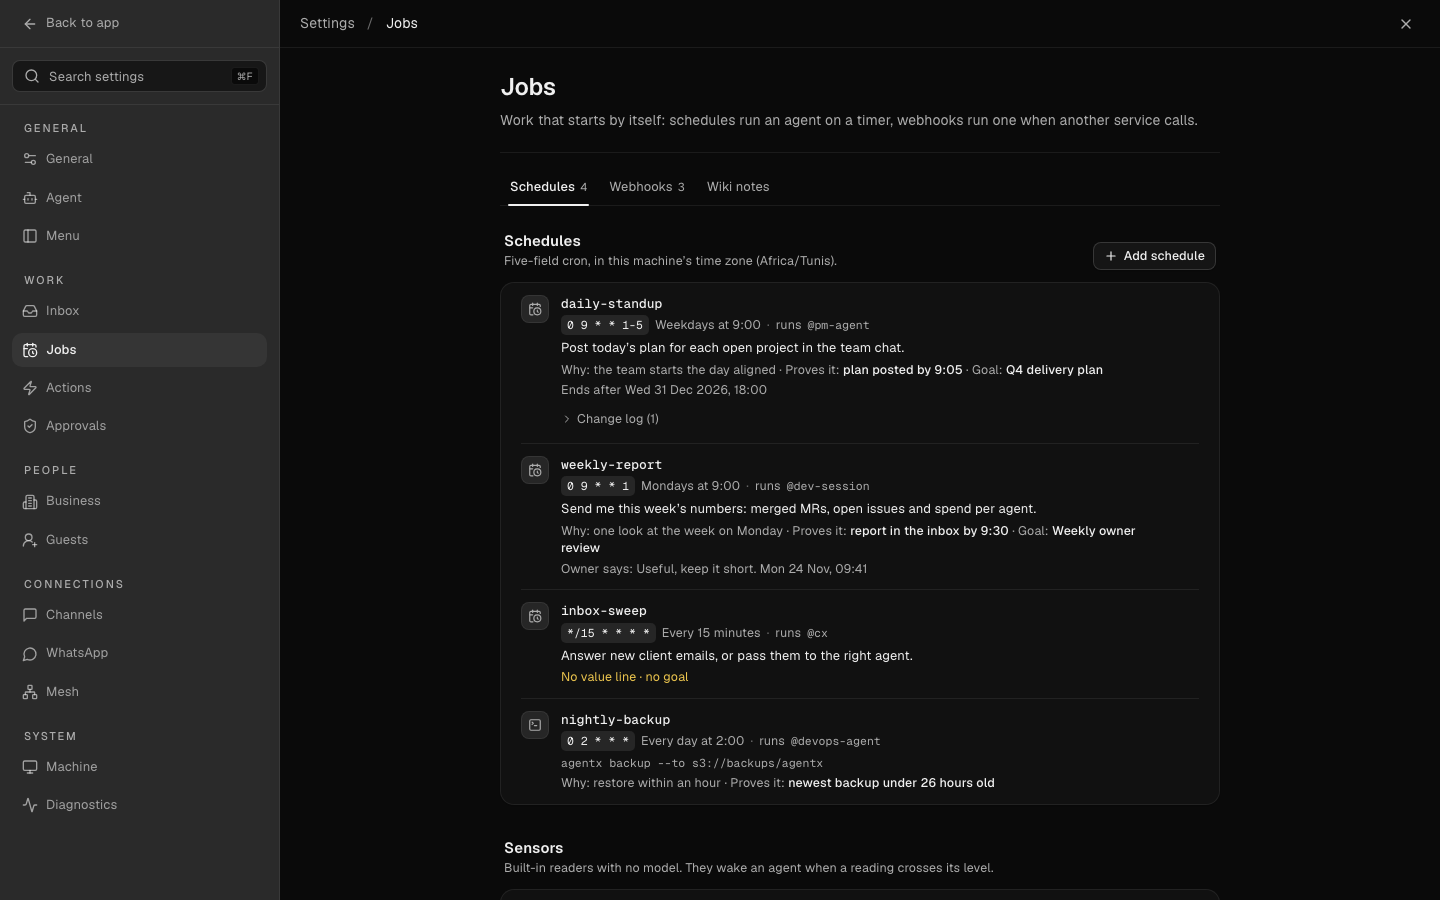 Back to app
Search settings ⌘F
GENERAL
General
Agent
Menu
WORK
Inbox
Jobs
Actions
Approvals
PEOPLE
Business
Guests
CONNECTIONS
Channels
WhatsApp
Mesh
SYSTEM
Machine
Diagnostics
Settings / Jobs
Jobs
Work that starts by itself: schedules run an agent on a timer, webhooks run one when another service calls.
Schedules 4 Webhooks 3 Wiki notes
Schedules
Five-field cron, in this machine's time zone (Africa/Tunis).
Add schedule
daily-standup
0 9 * * 1-5 Weekdays at 9:00 · runs @pm-agent
Post today's plan for each open project in the team chat.
Why: the team starts the day aligned · Proves it: plan posted by 9:05 · Goal: Q4 delivery plan
Ends after Wed 31 Dec 2026, 18:00
Change log (1)
weekly-report
0 9 * * 1 Mondays at 9:00 · runs @dev-session
Send me this week's numbers: merged MRs, open issues and spend per agent.
Why: one look at the week on Monday · Proves it: report in the inbox by 9:30 · Goal: Weekly owner
review
Owner says: Useful, keep it short. Mon 24 Nov, 09:41
inbox-sweep
*/15 * * * * Every 15 minutes · runs @cx
Answer new client emails, or pass them to the right agent.
No value line · no goal
nightly-backup
0 2 * * * Every day at 2:00 · runs @devops-agent
agentx backup --to s3://backups/agentx
Why: restore within an hour · Proves it: newest backup under 26 hours old
Sensors
Built-in readers with no model. They wake an agent when a reading crosses its level.